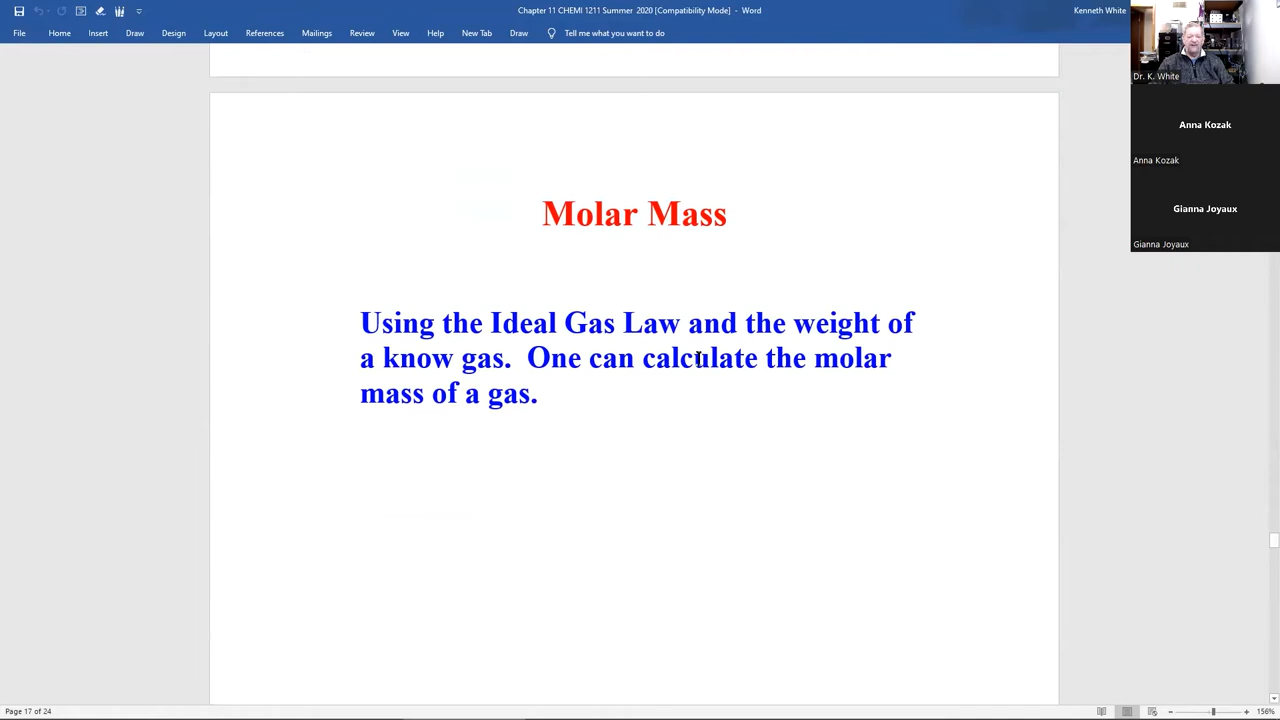 Chapter 11 CHEMI 1211 Summer 2020 [Compatibility Mode] - Word
Kenneth White
File Home Insert Draw Design Layout References Mailings Review View Help New Tab Draw Tell me what you want to do
Dr. K. White
Anna Kozak
Anna Kozak
Gianna Joyaux
Gianna Joyaux
Molar Mass
Using the Ideal Gas Law and the weight of
a know gas. One can calculate the molar
mass of a gas.
Page 17 of 24
156%